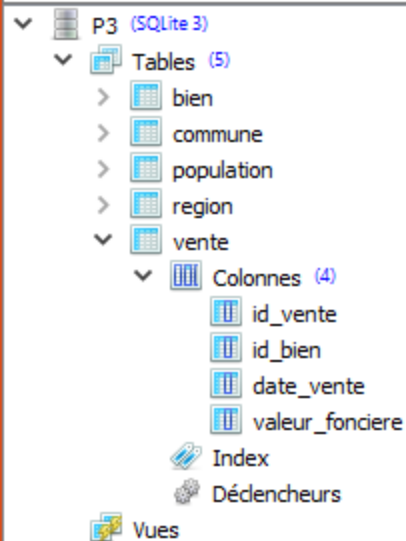 P3 (SQLite 3)
Tables (5)
bien
commune
population
region
vente
Colonnes (4)
id_vente
id_bien
date_vente
valeur_fonciere
Index
Déclencheurs
Vues